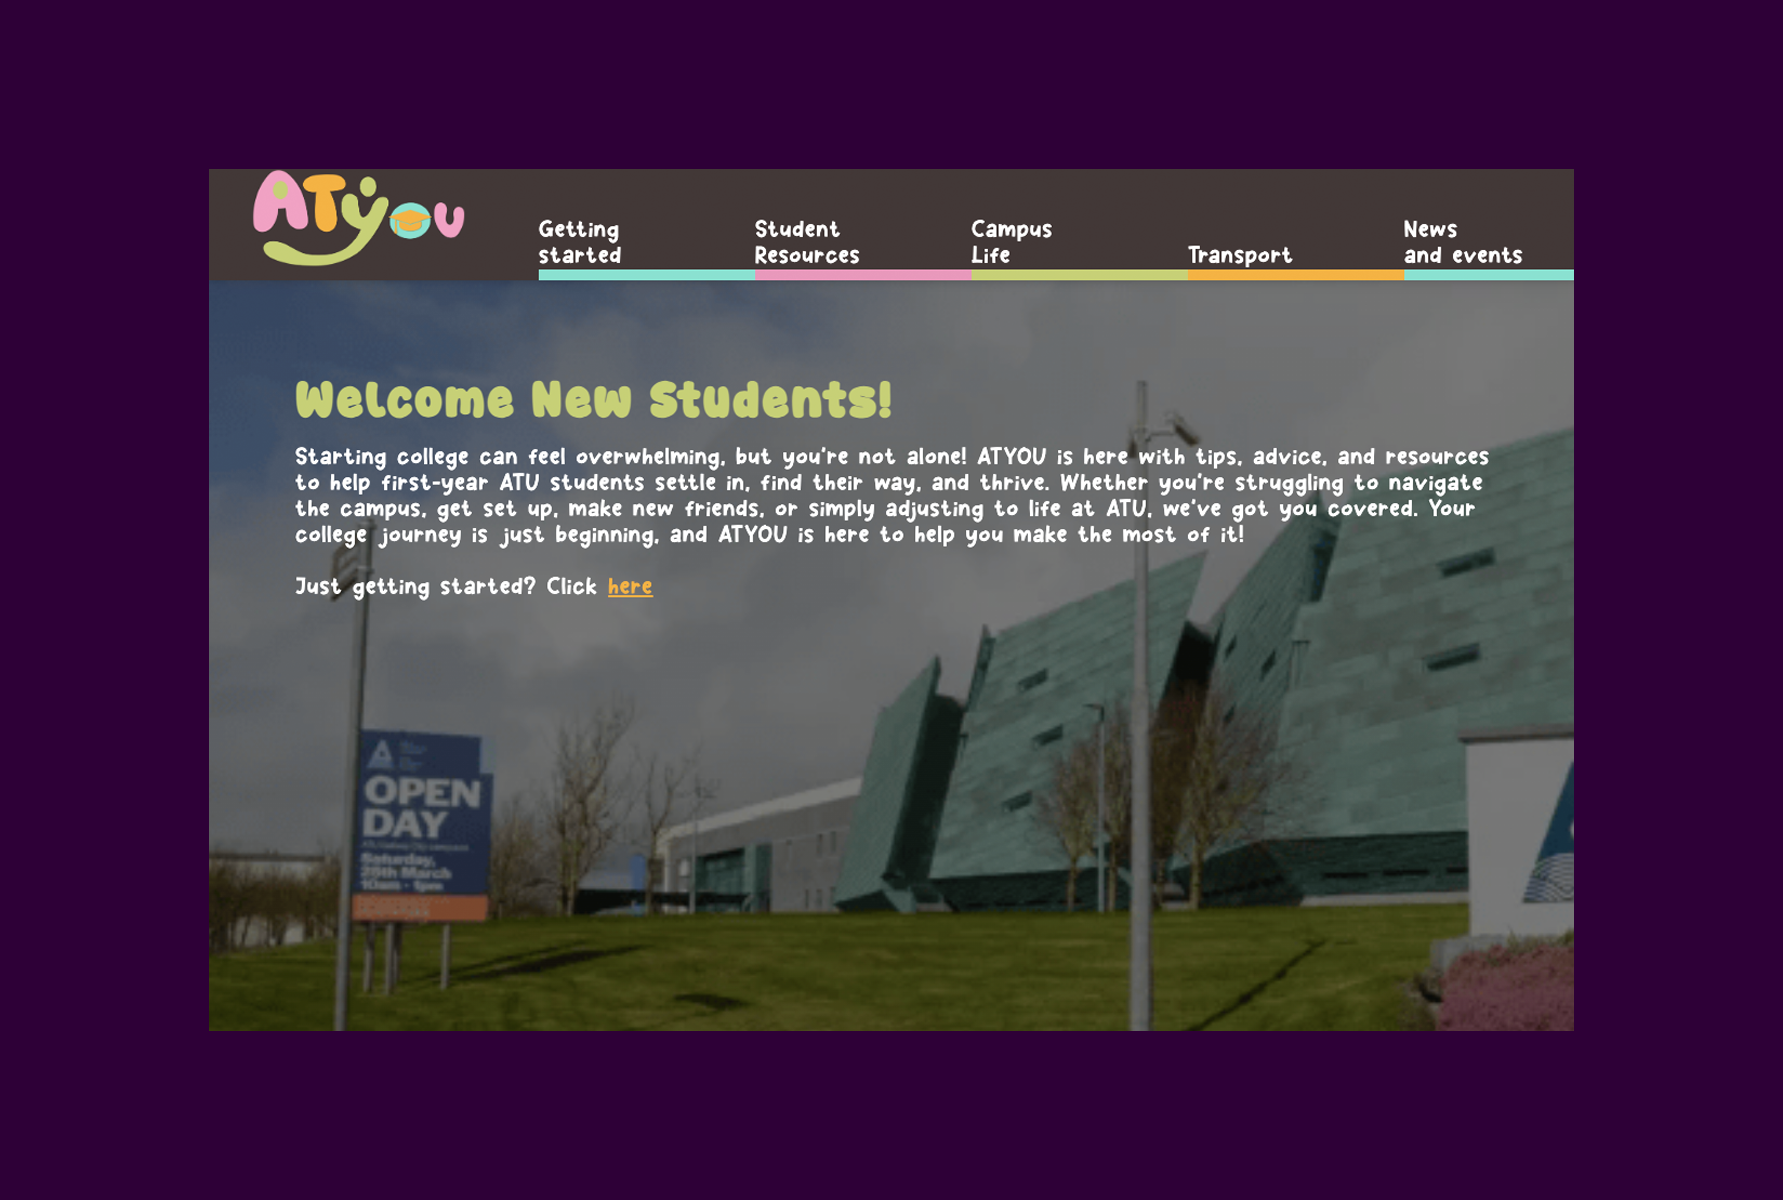 ATyou
Getting
started
Student
Resources
Campus
Life
Transport
News
and events
Welcome New Students!
Starting college can feel overwhelming, but you're not alone! ATYOU is here with tips, advice, and resources
to help first-year ATU students settle in, find their way, and thrive. Whether you're struggling to navigate
the campus, get set up, make new friends, or simply adjusting to life at ATU, we've got you covered. Your
college journey is just beginning, and ATYOU is here to help you make the most of it!
Just getting started? Click here
OPEN
DAY
Saturday,
25th March
10am - 1pm